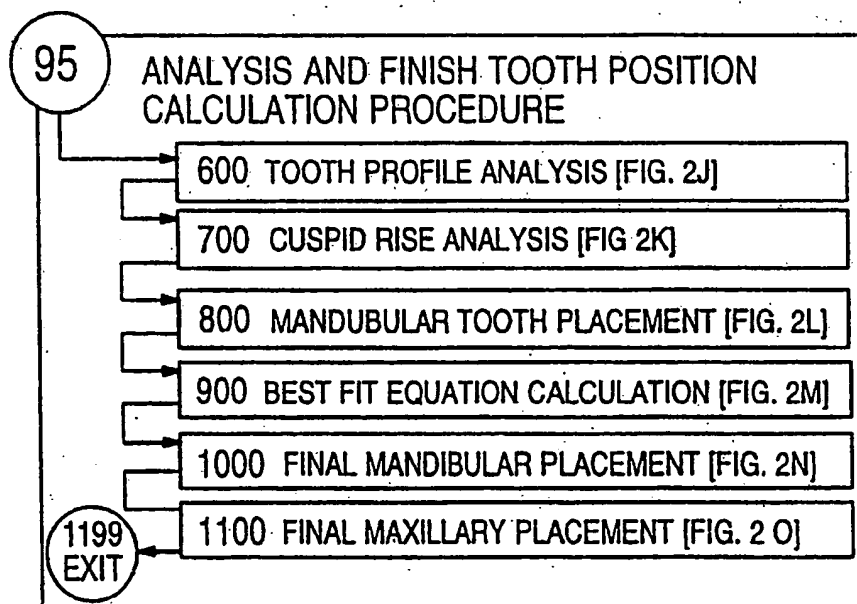 95
ANALYSIS AND FINISH TOOTH POSITION
CALCULATION PROCEDURE
600 TOOTH PROFILE ANALYSIS [FIG. 2J]
700 CUSPID RISE ANALYSIS [FIG 2K]
800 MANDUBULAR TOOTH PLACEMENT [FIG. 2L]
900 BEST FIT EQUATION CALCULATION [FIG. 2M]
1000 FINAL MANDIBULAR PLACEMENT [FIG. 2N]
1100 FINAL MAXILLARY PLACEMENT [FIG. 2 O]
1199
EXIT